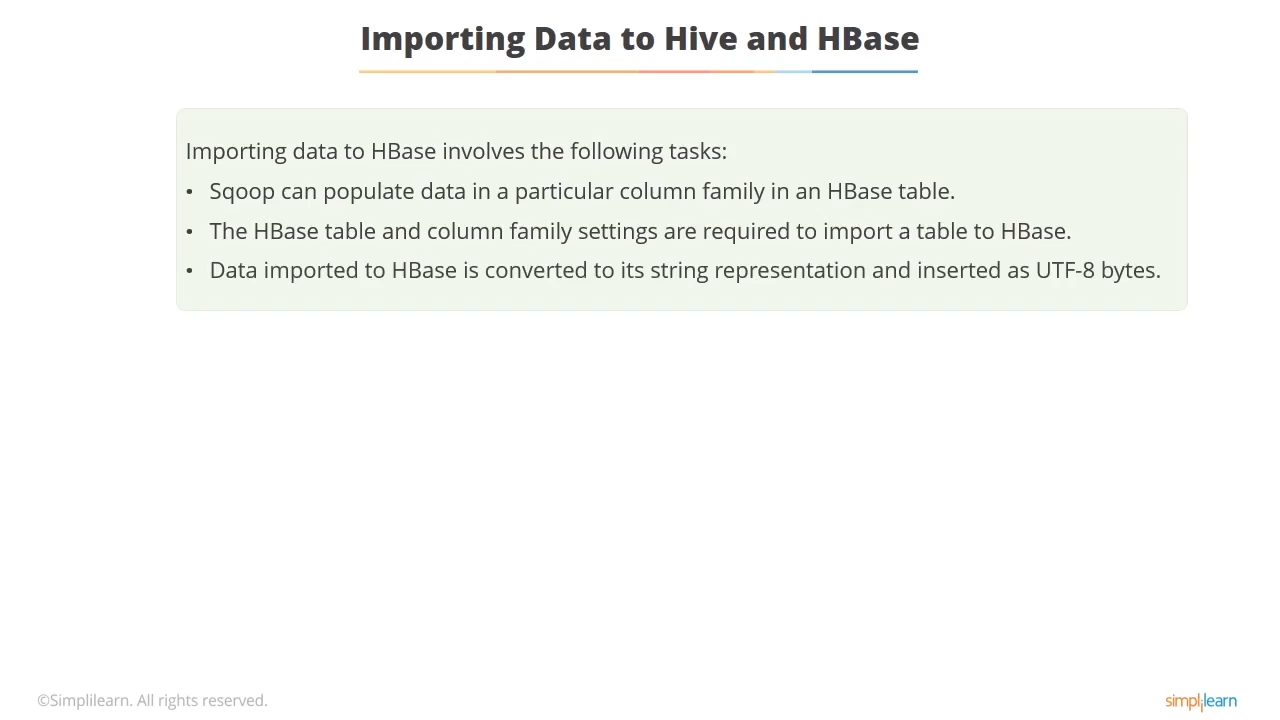 Importing Data to Hive and HBase
Importing data to HBase involves the following tasks:
• Sqoop can populate data in a particular column family in an HBase table.
• The HBase table and column family settings are required to import a table to HBase.
• Data imported to HBase is converted to its string representation and inserted as UTF-8 bytes.
©Simplilearn. All rights reserved.
simplilearn